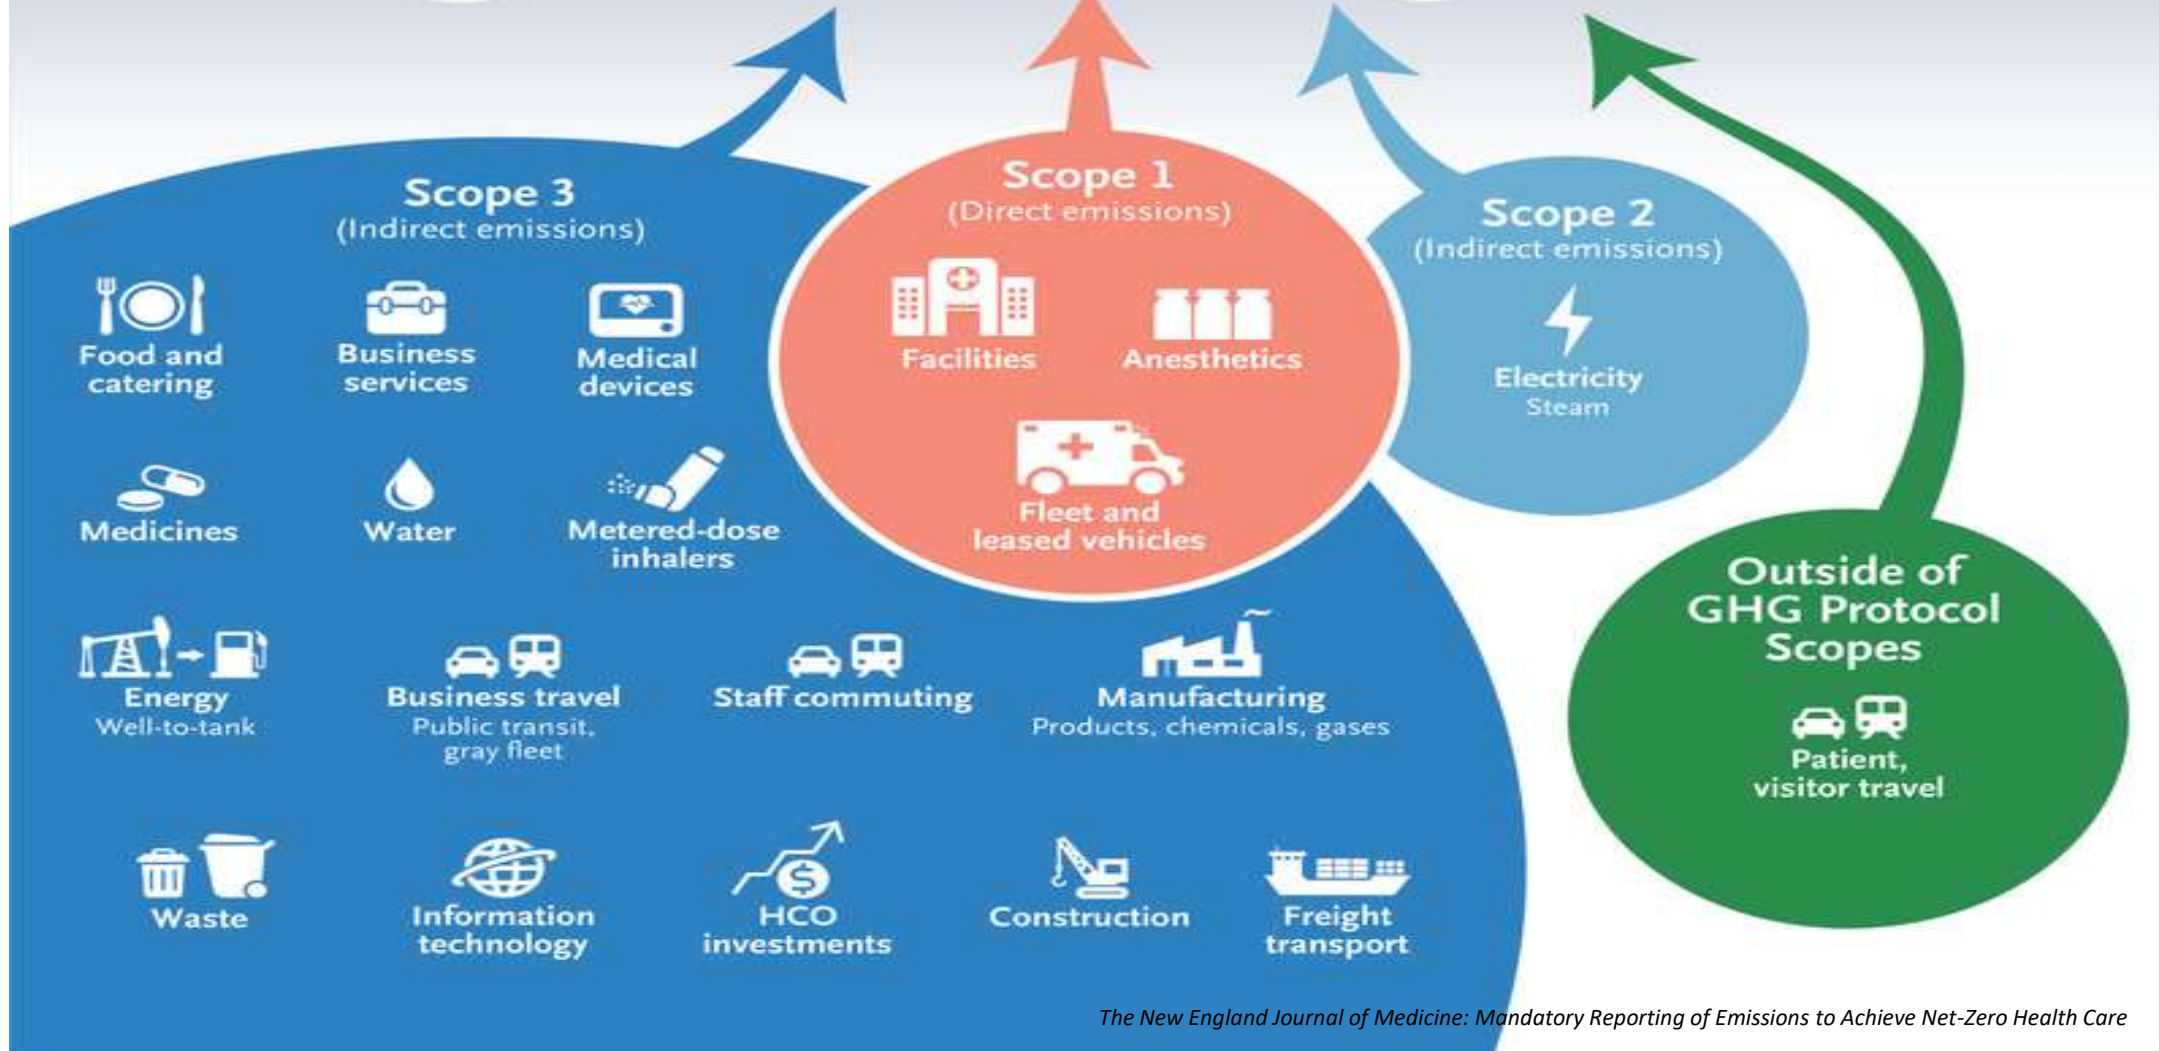 Scope 3
(Indirect emissions)
Food and
catering
Business
services
Medical
devices
Medicines
Water
Metered-dose
inhalers
Energy
Well-to-tank
Business travel
Public transit,
gray fleet
Staff commuting
Manufacturing
Products, chemicals, gases
Waste
Information
technology
HCO
investments
Construction
Freight
transport
Scope 1
(Direct emissions)
Facilities
Anesthetics
Fleet and
leased vehicles
Scope 2
(Indirect emissions)
Electricity
Steam
Outside of
GHG Protocol
Scopes
Patient,
visitor travel
$
The New England Journal of Medicine: Mandatory Reporting of Emissions to Achieve Net-Zero Health Care